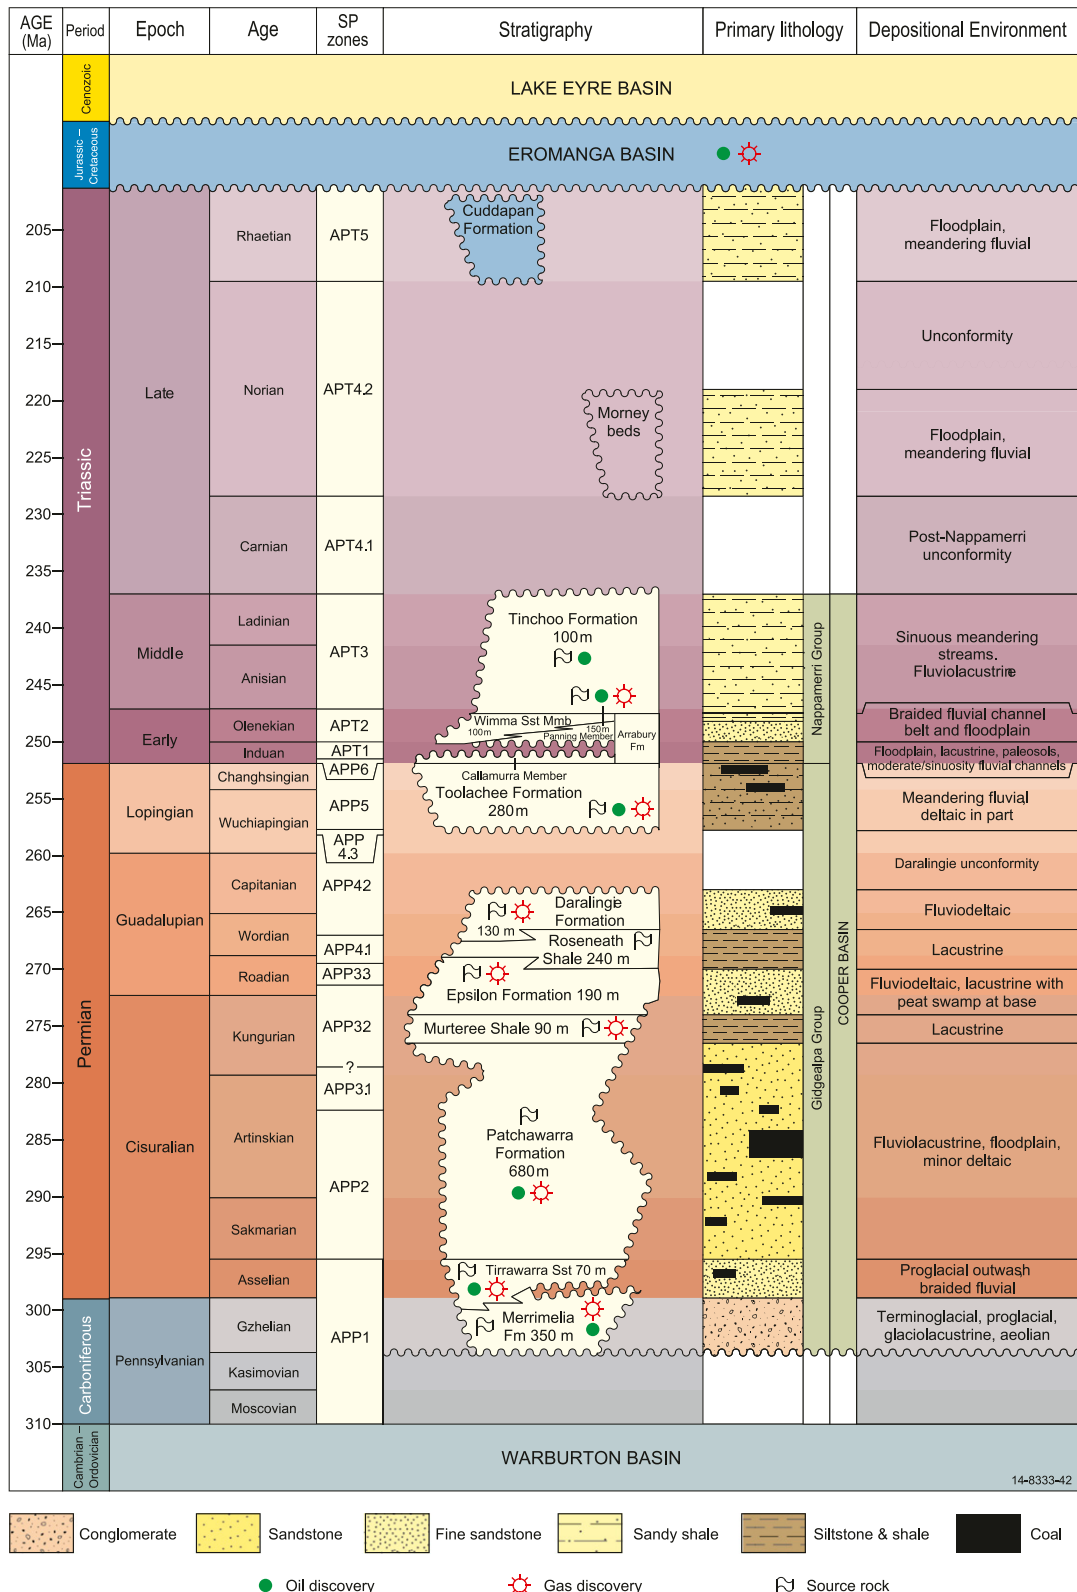 AGE (Ma)
Period
Epoch
Age
SP zones
Stratigraphy
Primary lithology
Depositional Environment
Cenozoic
LAKE EYRE BASIN
Jurassic – Cretaceous
EROMANGA BASIN
205
210
215
220
225
230
235
240
245
250
255
260
265
270
275
280
285
290
295
300
305
310
Triassic
Permian
Carboniferous
Cambrian – Ordovician
Late
Middle
Early
Lopingian
Guadalupian
Cisuralian
Pennsylvanian
Rhaetian
Norian
Carnian
Ladinian
Anisian
Olenekian
Induan
Changhsingian
Wuchiapingian
Capitanian
Wordian
Roadian
Kungurian
Artinskian
Sakmarian
Asselian
Gzhelian
Kasimovian
Moscovian
APT5
APT4.2
APT4.1
APT3
APT2
APT1
APP6
APP5
APP
4.3
APP42
APP4.1
APP33
APP32
?
APP3.1
APP2
APP1
Cuddapan
Formation
Morney
beds
Tinchoo Formation
100m
Wimma Sst Mmb
100m
150m
Panning Member
Arrabury
Fm
Callamurra Member
Toolachee Formation
280m
Daralingie
Formation
130 m
Roseneath
Shale 240 m
Epsilon Formation 190 m
Murteree Shale 90 m
Patchawarra
Formation
680m
Tirrawarra Sst 70 m
Merrimelia
Fm 350 m
Nappamerri Group
Gidgealpa Group
COOPER BASIN
Floodplain,
meandering fluvial
Unconformity
Floodplain,
meandering fluvial
Post-Nappamerri
unconformity
Sinuous meandering
streams.
Fluviolacustrine
Braided fluvial channel
belt and floodplain
Floodplain, lacustrine, paleosols,
moderate/sinuosity fluvial channels
Meandering fluvial,
deltaic in part
Daralingie unconformity
Fluviodeltaic
Lacustrine
Fluviodeltaic, lacustrine with
peat swamp at base
Lacustrine
Fluviolacustrine, floodplain,
minor deltaic
Proglacial outwash,
braided fluvial
Terminoglacial, proglacial,
glaciolacustrine, aeolian
WARBURTON BASIN
14-8333-42
Conglomerate
Sandstone
Fine sandstone
Sandy shale
Siltstone & shale
Coal
Oil discovery
Gas discovery
Source rock